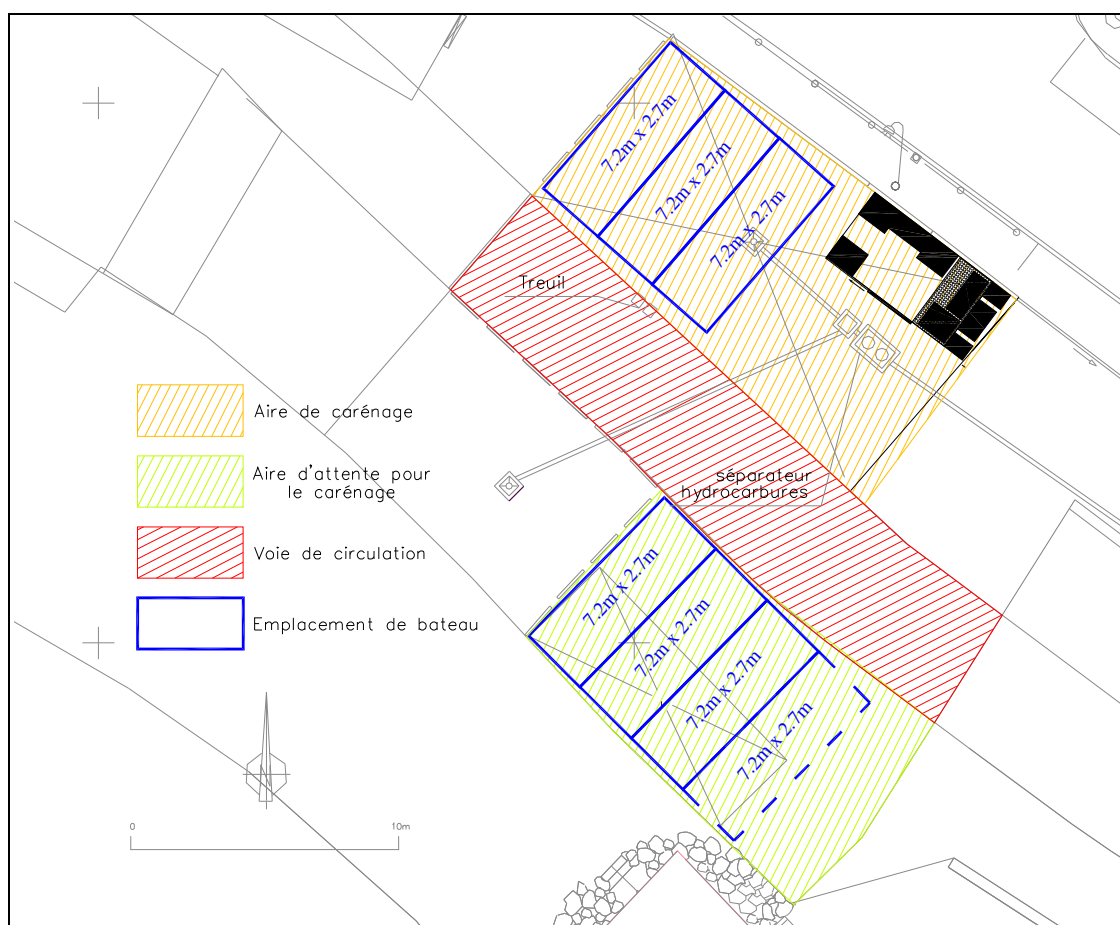 7.2m x 2.7m
7.2m x 2.7m
7.2m x 2.7m
Treuil
séparateur
hydrocarbures
Aire de carénage
Aire d'attente pour
le carénage
Voie de circulation
Emplacement de bateau
7.2m x 2.7m
7.2m x 2.7m
7.2m x 2.7m
7.2m x 2.7m
0 10m